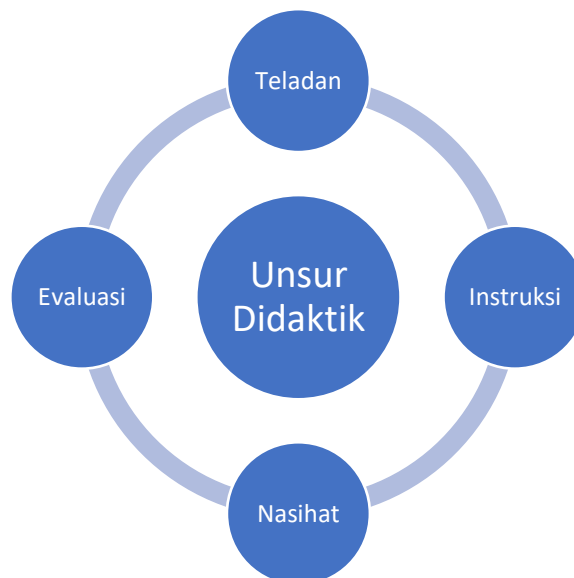 Teladan
Evaluasi
Unsur
Didaktik
Instruksi
Nasihat